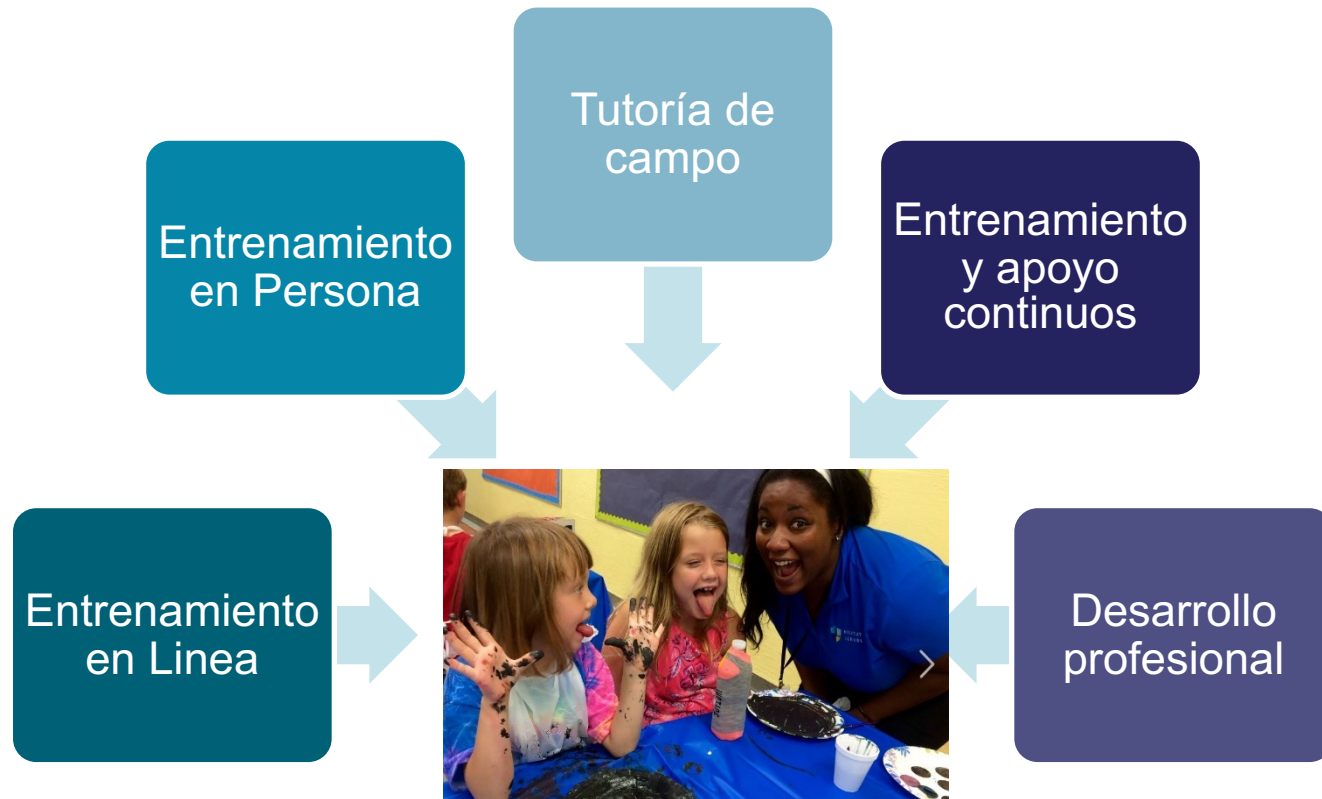 Tutoría de
campo
Entrenamiento
en Persona
Entrenamiento
y apoyo
continuos
Entrenamiento
en Linea
Desarrollo
profesional